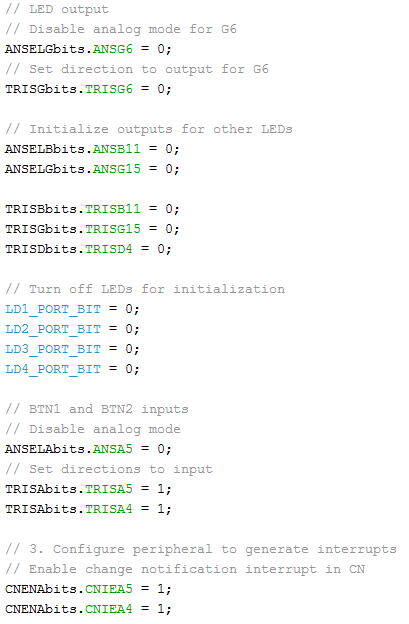 // LED output
// Disable analog mode for G6
ANSELGbits.ANSG6 = 0;
// Set direction to output for G6
TRISGbits.TRISG6 = 0;
// Initialize outputs for other LEDs
ANSELBbits.ANSB11 = 0;
ANSELGbits.ANSG15 = 0;
TRISBbits.TRISB11 = 0;
TRISGbits.TRISG15 = 0;
TRISDbits.TRISD4 = 0;
// Turn off LEDs for initialization
LD1_PORT_BIT = 0;
LD2_PORT_BIT = 0;
LD3_PORT_BIT = 0;
LD4_PORT_BIT = 0;
// BTN1 and BTN2 inputs
// Disable analog mode
ANSELAbits.ANSA5 = 0;
// Set directions to input
TRISAbits.TRISA5 = 1;
TRISAbits.TRISA4 = 1;
// 3. Configure peripheral to generate interrupts
// Enable change notification interrupt in CN
CNENAbits.CNIEA5 = 1;
CNENAbits.CNIEA4 = 1;